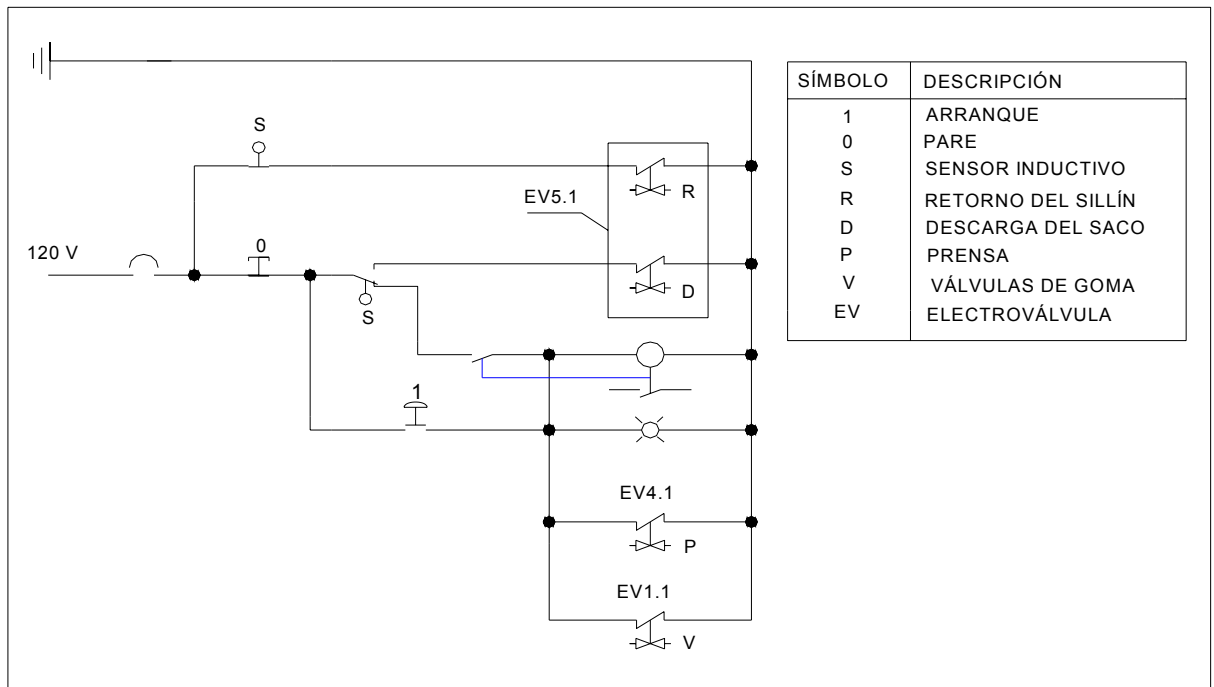 SÍMBOLO DESCRIPCIÓN
1 ARRANQUE
0 PARE
S SENSOR INDUCTIVO
R RETORNO DEL SILLÍN
D DESCARGA DEL SACO
P PRENSA
V VÁLVULAS DE GOMA
EV ELECTROVÁLVULA
S
EV5.1
R
120 V
0
S
D
1
EV4.1
P
EV1.1
V